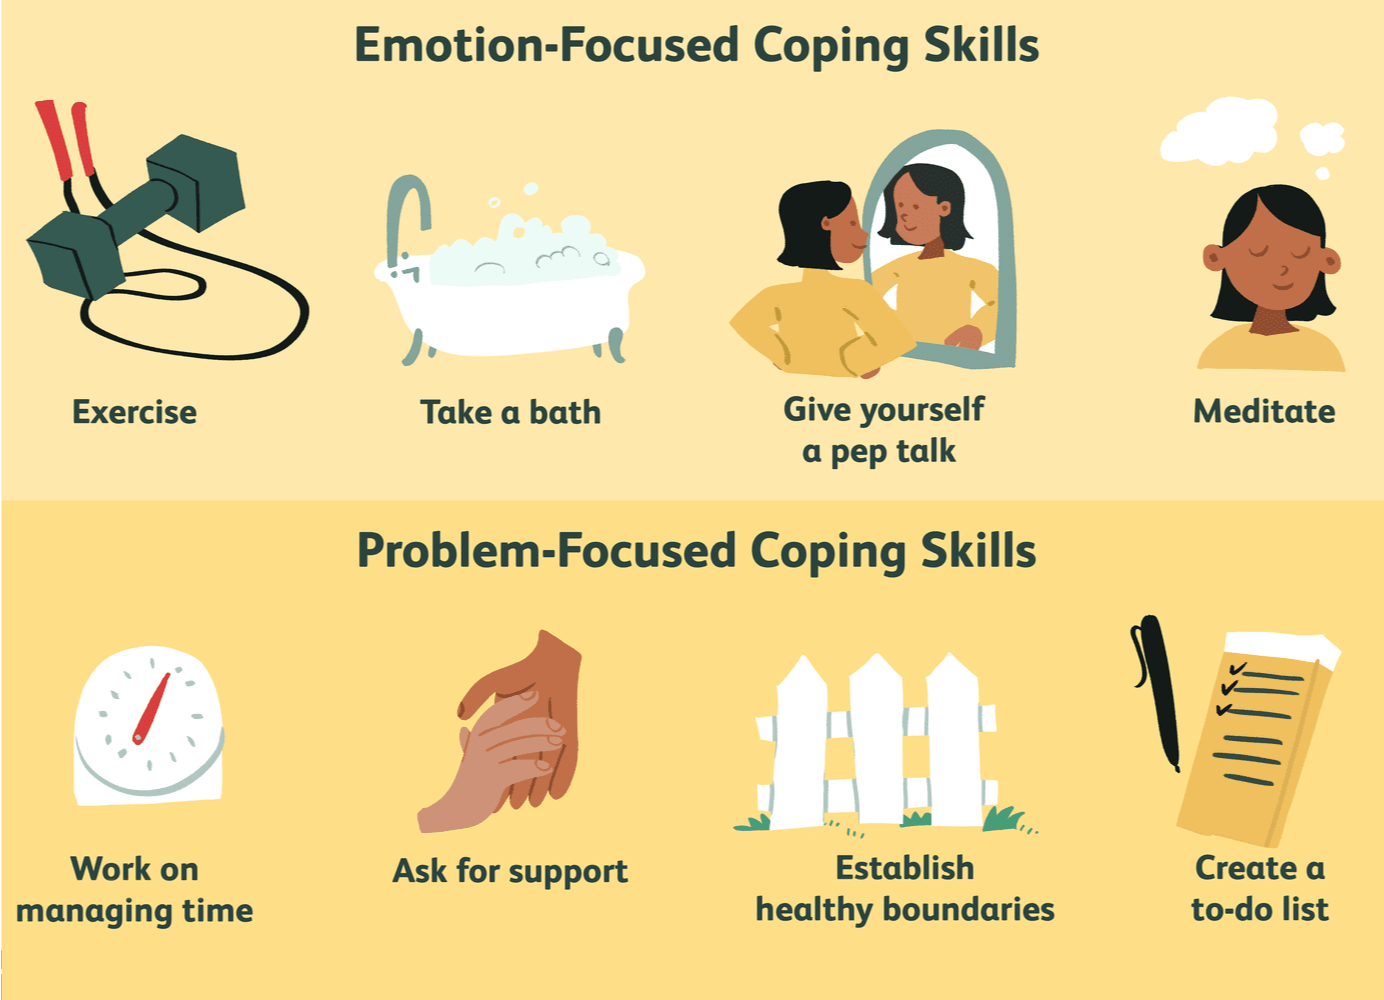 Emotion-Focused Coping Skills
Exercise
Take a bath
Give yourself
a pep talk
Meditate
Problem-Focused Coping Skills
Work on
managing time
Ask for support
Establish
healthy boundaries
Create a
to-do list